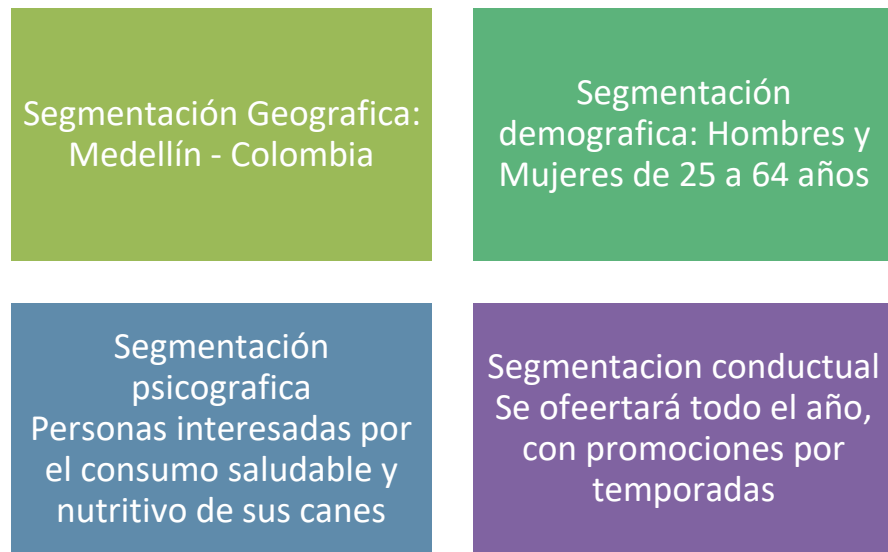 Segmentación Geografica:
Medellín - Colombia
Segmentación
demografica: Hombres y
Mujeres de 25 a 64 años
Segmentación
psicografica
Personas interesadas por
el consumo saludable y
nutritivo de sus canes
Segmentacion conductual
Se ofeertará todo el año,
con promociones por
temporadas